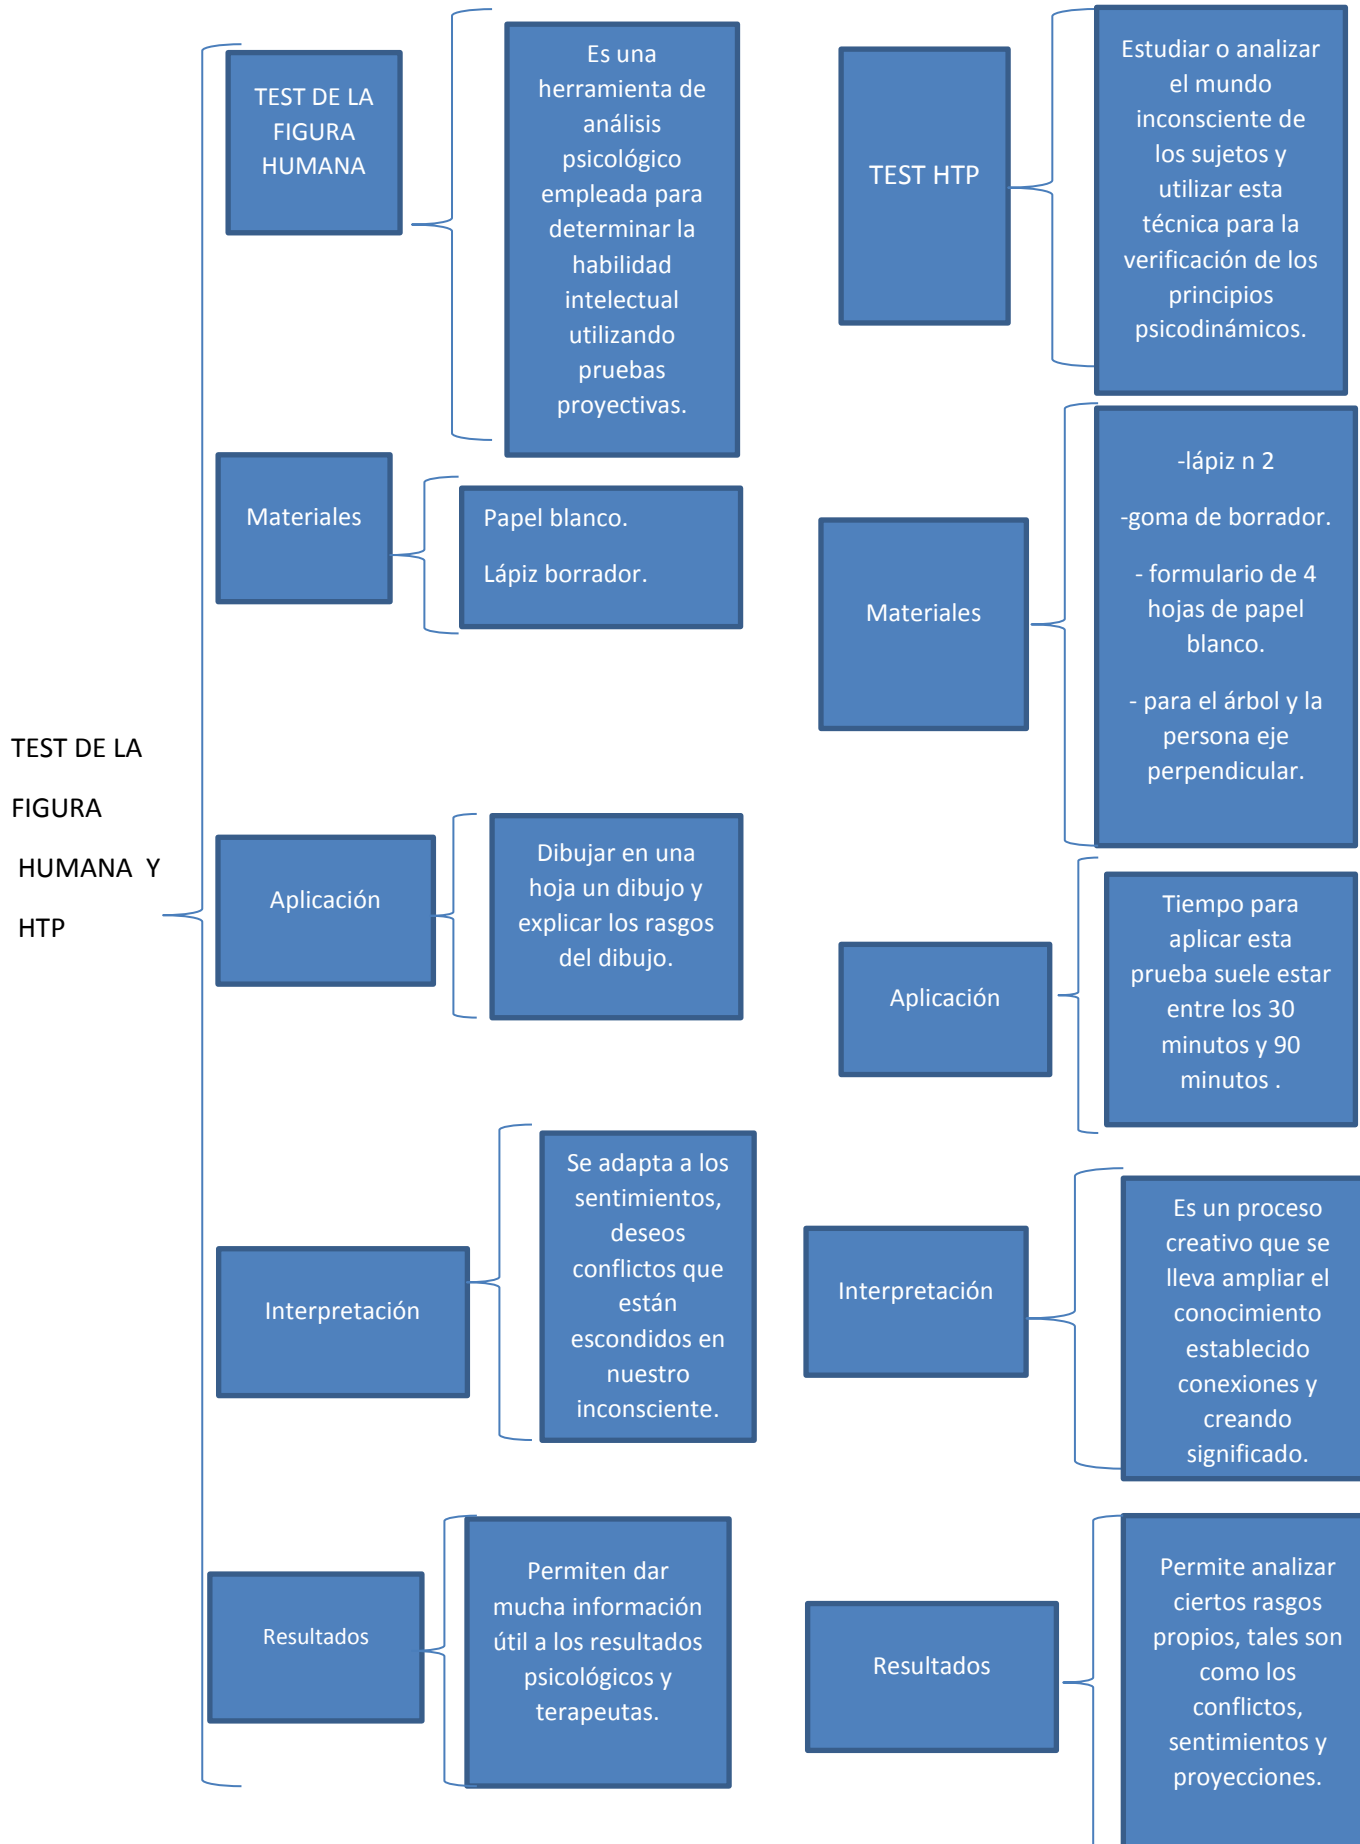 TEST DE LA
FIGURA
HUMANA Y
HTP
TEST DE LA
FIGURA
HUMANA
Es una
herramienta de
análisis
psicológico
empleada para
determinar la
habilidad
intelectual
utilizando
pruebas
proyectivas.
Materiales
Papel blanco.
Lápiz borrador.
Aplicación
Dibujar en una
hoja un dibujo y
explicar los rasgos
del dibujo.
Interpretación
Se adapta a los
sentimientos,
deseos
conflictos que
están
escondidos en
nuestro
inconsciente.
Resultados
Permiten dar
mucha información
útil a los resultados
psicológicos y
terapeutas.
TEST HTP
Estudiar o analizar
el mundo
inconsciente de
los sujetos y
utilizar esta
técnica para la
verificación de los
principios
psicodinámicos.
Materiales
-lápiz n 2
-goma de borrador.
- formulario de 4
hojas de papel
blanco.
- para el árbol y la
persona eje
perpendicular.
Aplicación
Tiempo para
aplicar esta
prueba suele estar
entre los 30
minutos y 90
minutos .
Interpretación
Es un proceso
creativo que se
lleva ampliar el
conocimiento
establecido
conexiones y
creando
significado.
Resultados
Permite analizar
ciertos rasgos
propios, tales son
como los
conflictos,
sentimientos y
proyecciones.